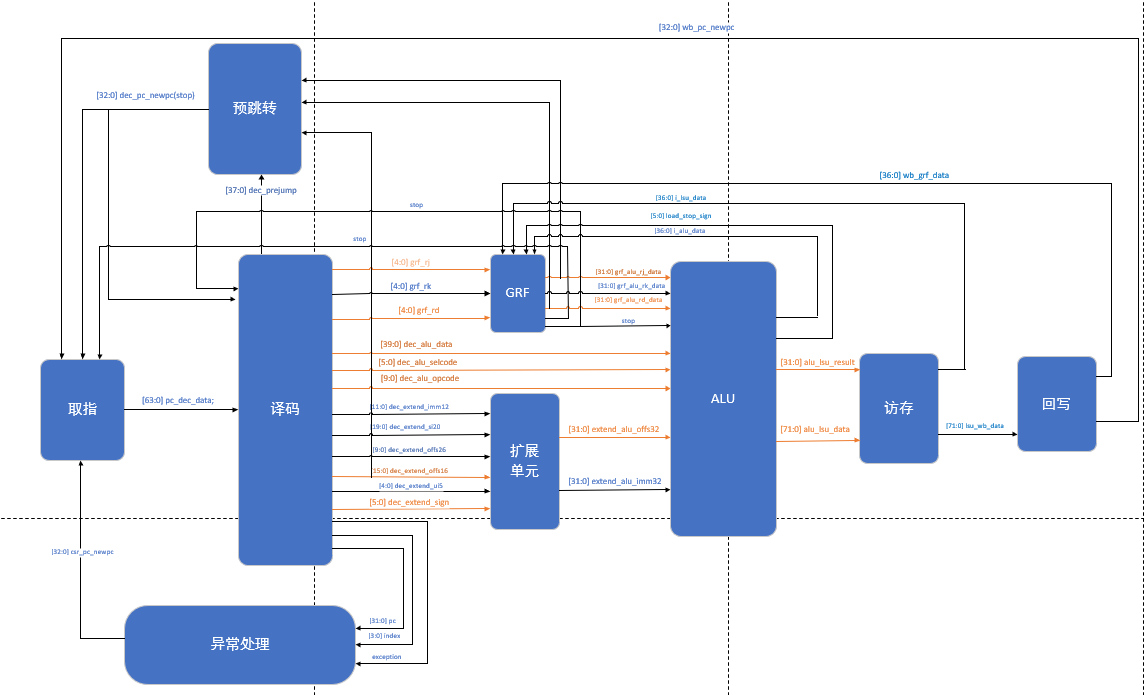 [32:0] wb_pc_newpc
预跳转
[32:0] dec_pc_newpc(stop)
[37:0] dec_prejump
[36:0] wb_grf_data
[36:0] i_lsu_data
stop
[5:0] load_stop_sign
[36:0] i_alu_data
stop
[4:0] grf_rj
[4:0] grf_rk
[4:0] grf_rd
GRF
[31:0] grf_alu_rj_data
[31:0] grf_alu_rk_data
[31:0] grf_alu_rd_data
stop
[39:0] dec_alu_data
[5:0] dec_alu_selcode
[9:0] dec_alu_opcode
[31:0] alu_lsu_result
取指
[63:0] pc_dec_data;
译码
ALU
访存
回写
[11:0] dec_extend_imm12
[19:0] dec_extend_si20
[9:0] dec_extend_offs26
[15:0] dec_extend_offs16
[4:0] dec_extend_ui5
[5:0] dec_extend_sign
扩展
单元
[31:0] extend_alu_offs32
[31:0] extend_alu_imm32
[71:0] alu_lsu_data
[71:0] lsu_wb_data
[32:0] csr_pc_newpc
异常处理
[31:0] pc
[3:0] index
exception